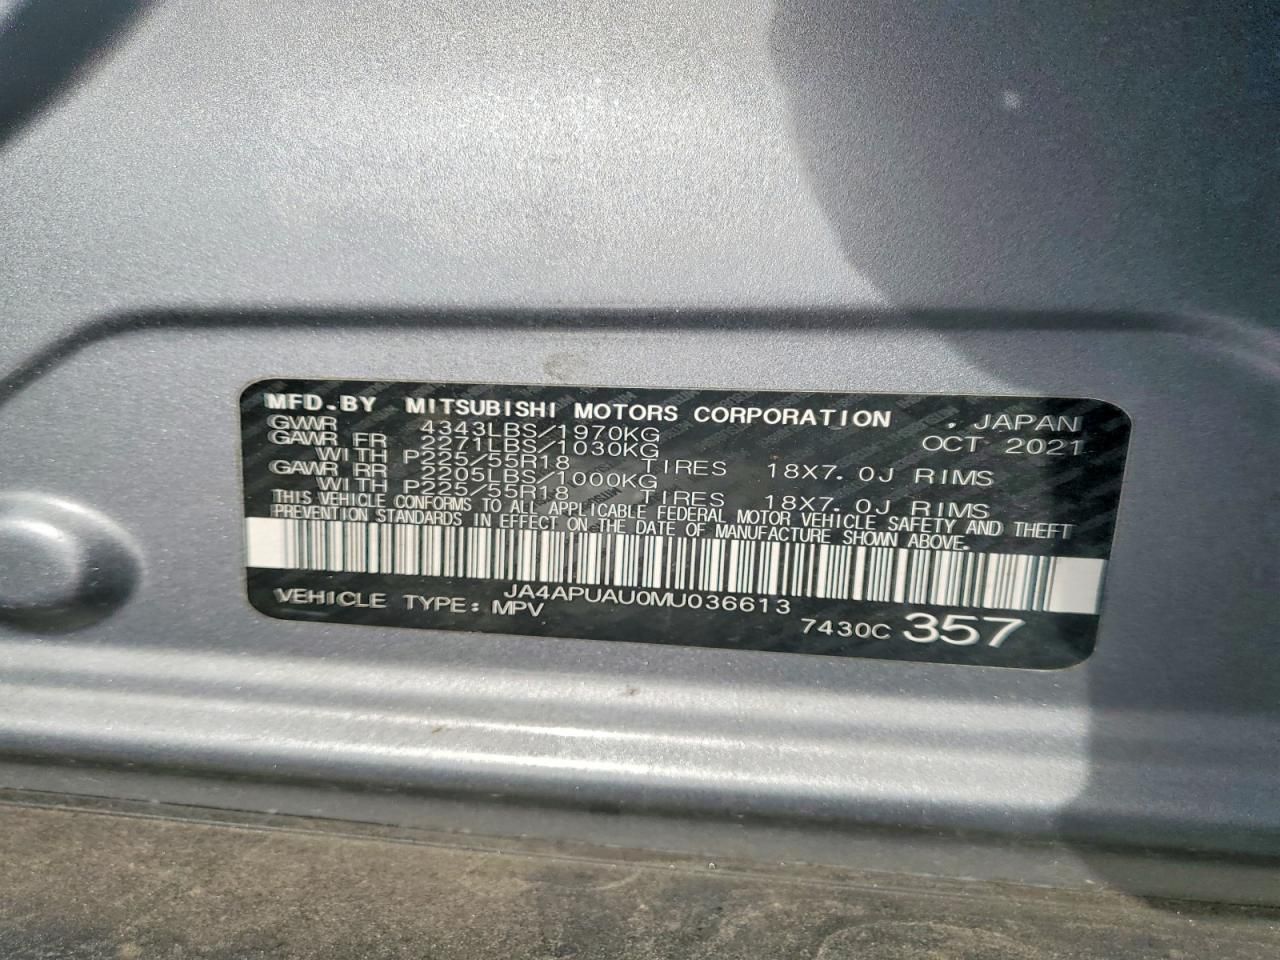 MFD.BY MITSUBISHI MOTORS CORPORATION . JAPAN
GVWR 4343LBS/1970KG OCT 2021
GAWR FR 2271LBS/1030KG
WITH P225/55R18 TIRES 18X7.0J RIMS
GAWR RR 2205LBS/1000KG
WITH P225/55R18 TIRES 18X7.0J RIMS
THIS VEHICLE CONFORMS TO ALL APPLICABLE FEDERAL MOTOR VEHICLE SAFETY AND THEFT
PREVENTION STANDARDS IN EFFECT ON THE DATE OF MANUFACTURE SHOWN ABOVE.
JA4APUAU0MU036613
VEHICLE TYPE: MPV 7430C 357